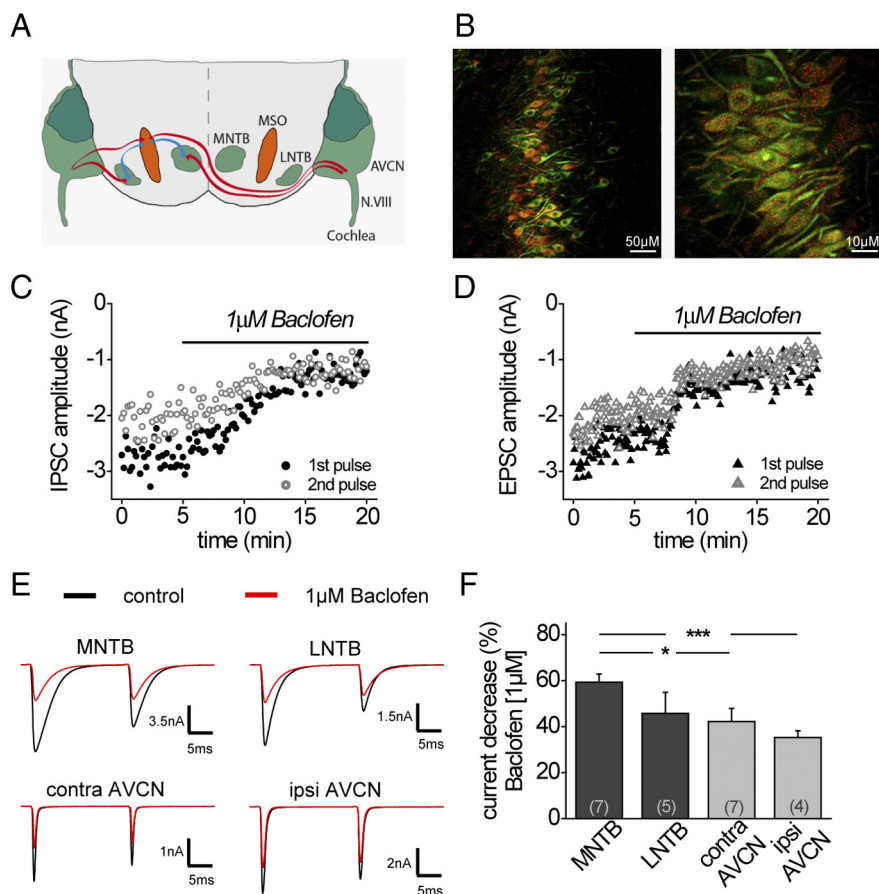 A
MSO
MNTB
LNTB
AVCN
N.VIII
Cochlea
B
50µM
10µM
C
IPSC amplitude (nA)
0
-1
-2
-3
1µM Baclofen
1st pulse
2nd pulse
0 5 10 15 20
time (min)
D
EPSC amplitude (nA)
0
-1
-2
-3
1µM Baclofen
1st pulse
2nd pulse
0 5 10 15 20
time (min)
E
control 1µM Baclofen
MNTB
3.5nA
5ms
LNTB
1.5nA
5ms
contra AVCN
1nA
5ms
ipsi AVCN
2nA
5ms
F
current decrease (%)
Baclofen [1µM]
80
60
40
20
0
***
*
(7) (5) (7) (4)
MNTB
LNTB
contra
AVCN
ipsi
AVCN